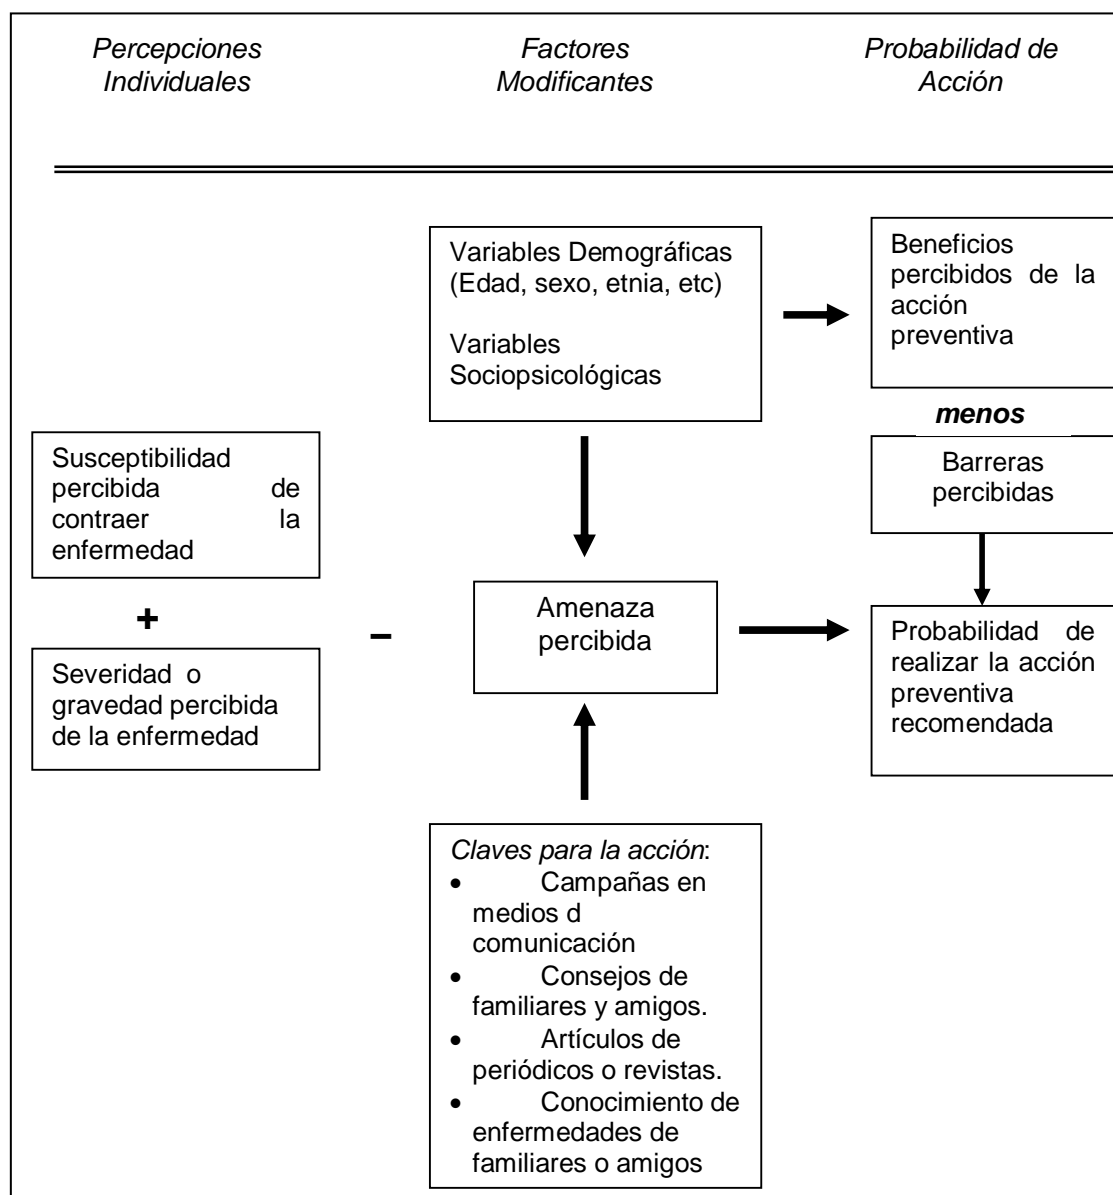 Percepciones
Individuales
Factores
Modificantes
Probabilidad de
Acción
Variables Demográficas
(Edad, sexo, etnia, etc)
Variables
Sociopsicológicas
Beneficios
percibidos de la
acción
preventiva
menos
Barreras
percibidas
Susceptibilidad
percibida de
contraer la
enfermedad
+
Severidad o
gravedad percibida
de la enfermedad
–
Amenaza
percibida
Probabilidad de
realizar la acción
preventiva
recomendada
Claves para la acción:
• Campañas en
medios d
comunicación
• Consejos de
familiares y amigos.
• Artículos de
periódicos o revistas.
• Conocimiento de
enfermedades de
familiares o amigos